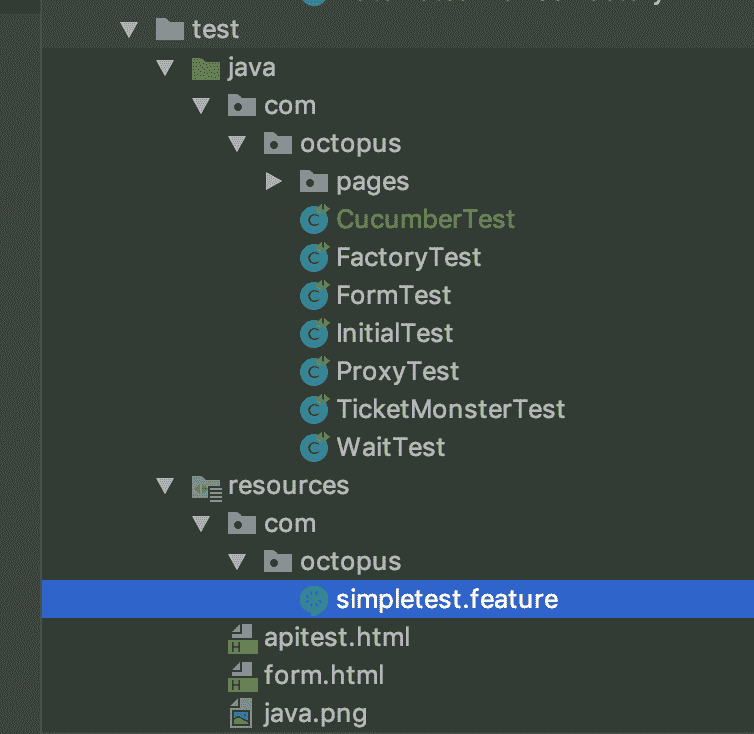 test
java
com
octopus
pages
CucumberTest
FactoryTest
FormTest
InitialTest
ProxyTest
TicketMonsterTest
WaitTest
resources
com
octopus
simpletest.feature
apitest.html
form.html
java.png